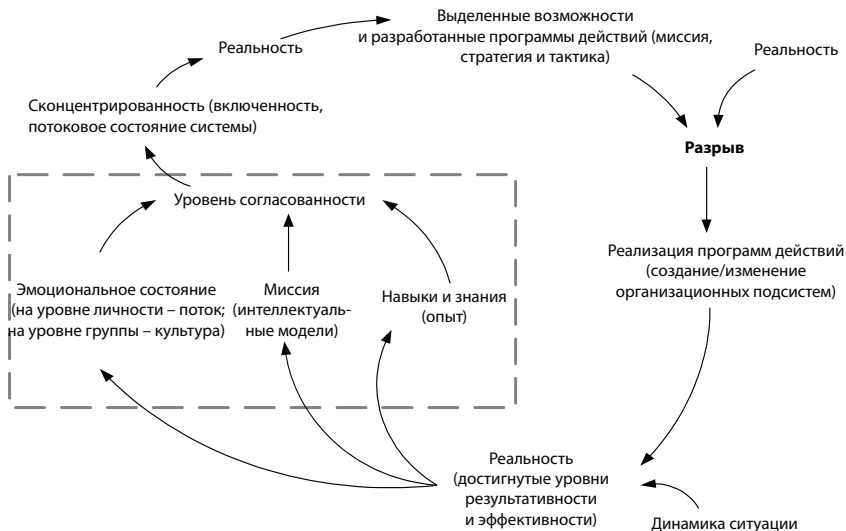 Выделенные возможности
и разработанные программы действий (миссия,
стратегия и тактика)
Реальность
Реальность
Сконцентрированность (включенность,
потоковое состояние системы)
Разрыв
Уровень согласованности
Реализация программ действий
(создание/изменение
организационных подсистем)
Эмоциональное состояние
(на уровне личности – поток;
на уровне группы – культура)
Миссия
(интеллектуаль-
ные модели)
Навыки и знания
(опыт)
Реальность
(достигнутые уровни
результативности
и эффективности)
Динамика ситуации